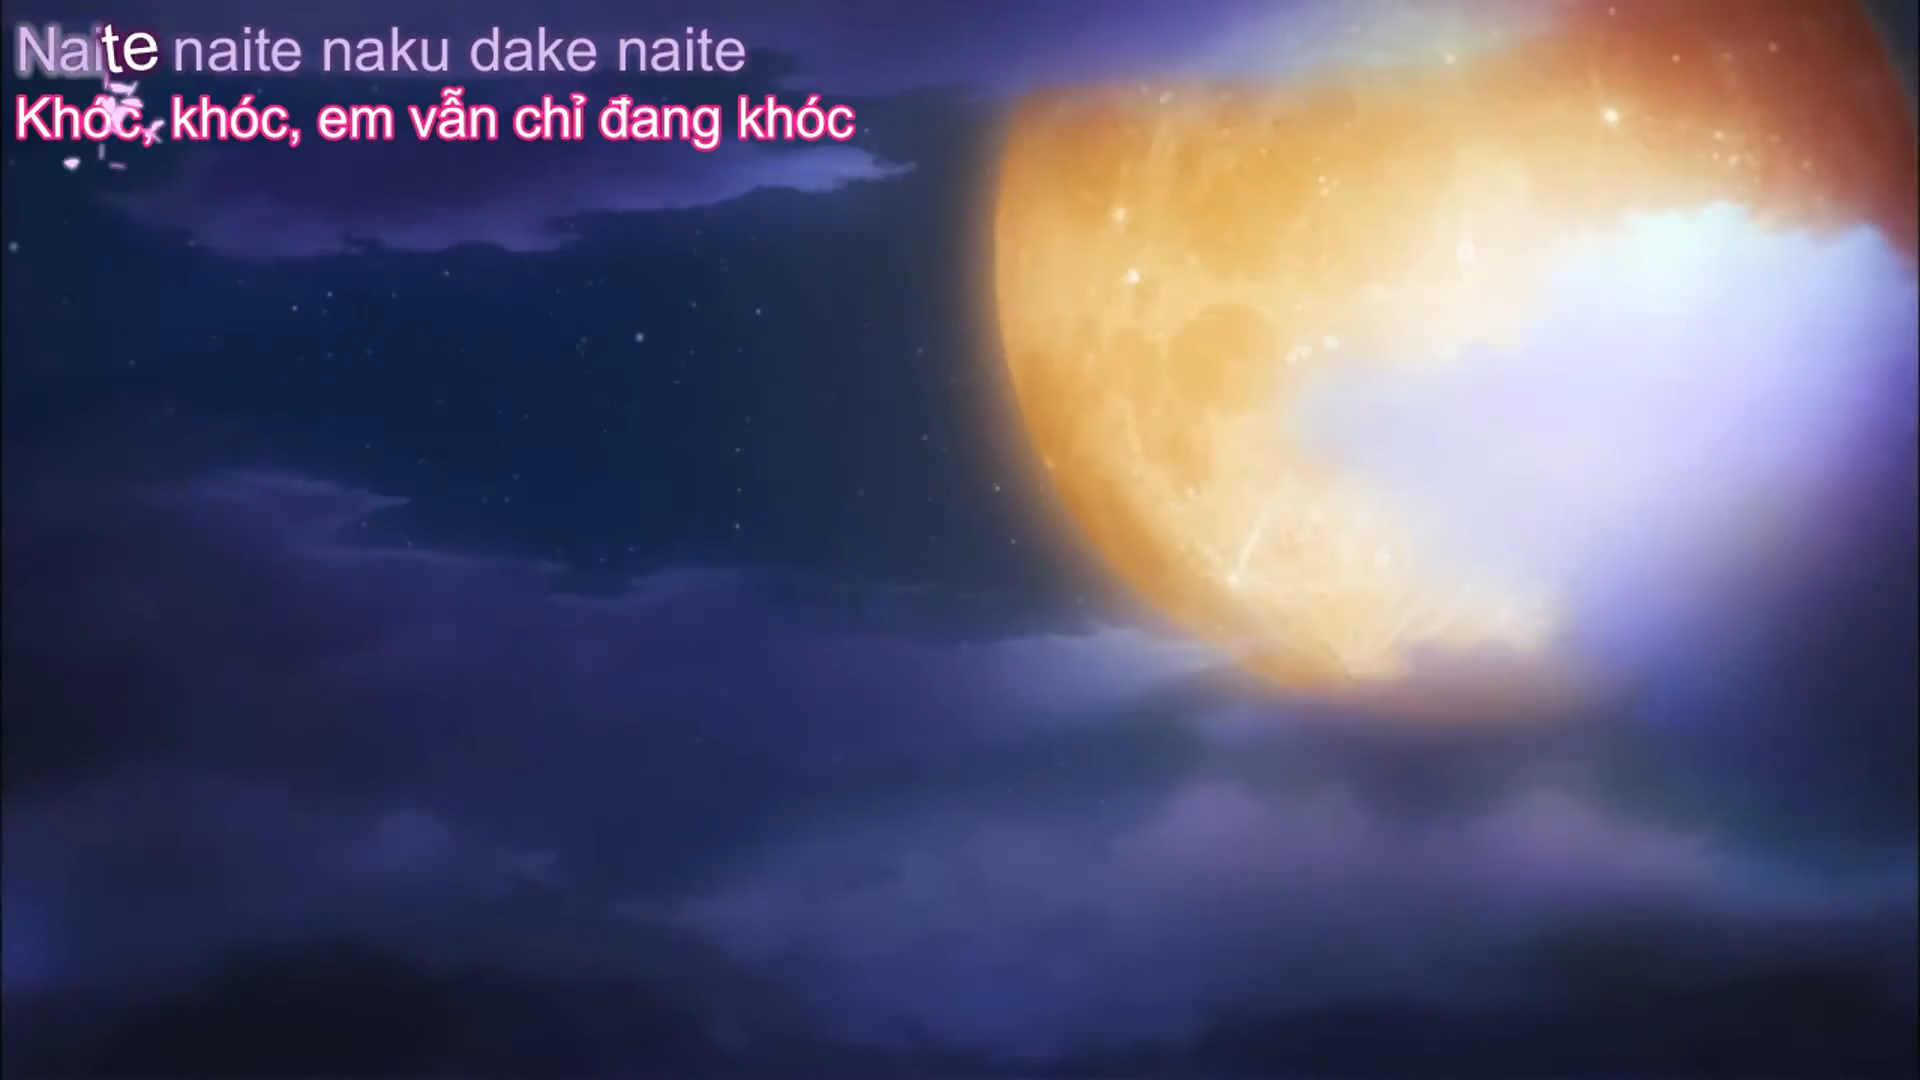 Naite naite naku dake naite
Khóc, khóc, em vẫn chỉ đang khóc